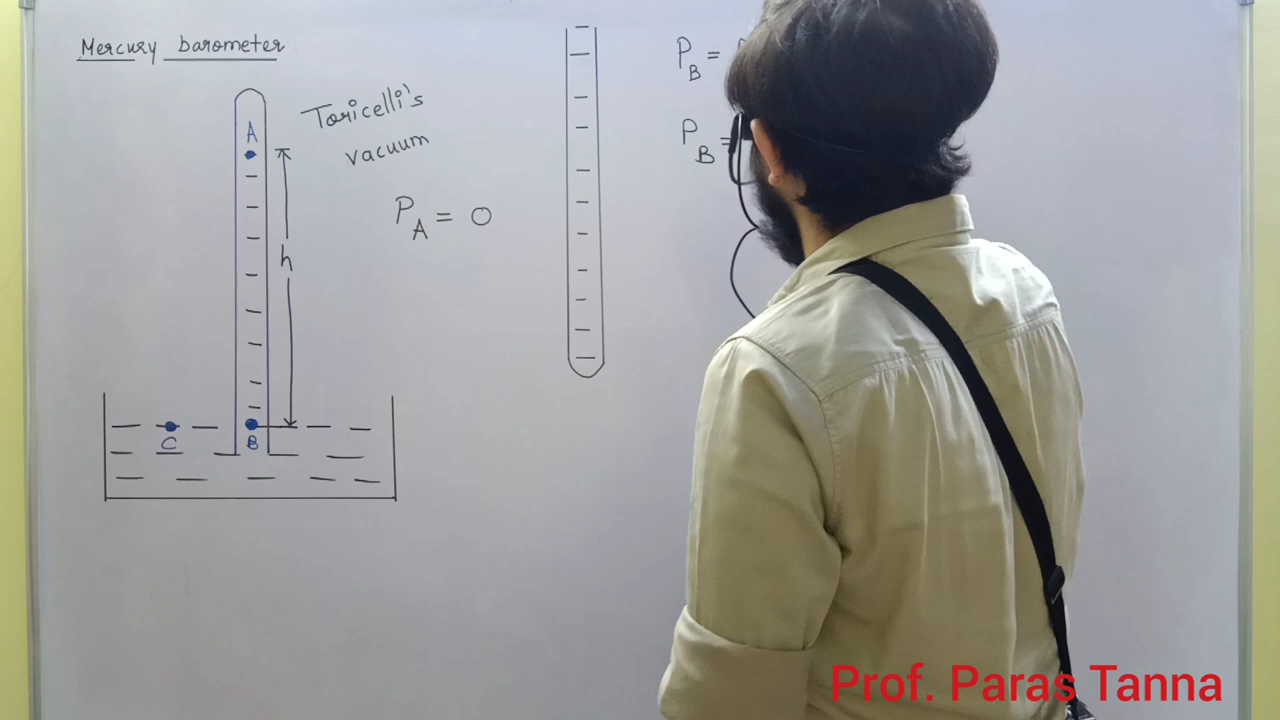 Mercury barometer
A
Toricelli's
vacuum
h
P_A = 0
C
B
P_B =
P_B =
Prof. Paras Tanna